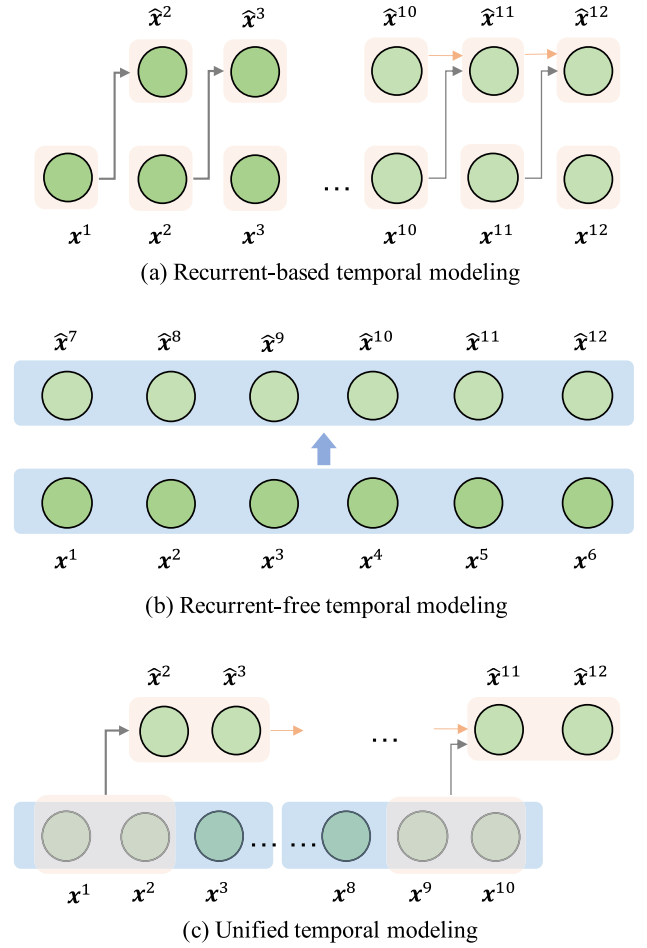 x̂² x̂³ x̂¹⁰ x̂¹¹ x̂¹²
...
x¹ x² x³ x¹⁰ x¹¹ x¹²
(a) Recurrent-based temporal modeling
x̂⁷ x̂⁸ x̂⁹ x̂¹⁰ x̂¹¹ x̂¹²
x¹ x² x³ x⁴ x⁵ x⁶
(b) Recurrent-free temporal modeling
x̂² x̂³ x̂¹¹ x̂¹²
...
... ...
x¹ x² x³ x⁸ x⁹ x¹⁰
(c) Unified temporal modeling